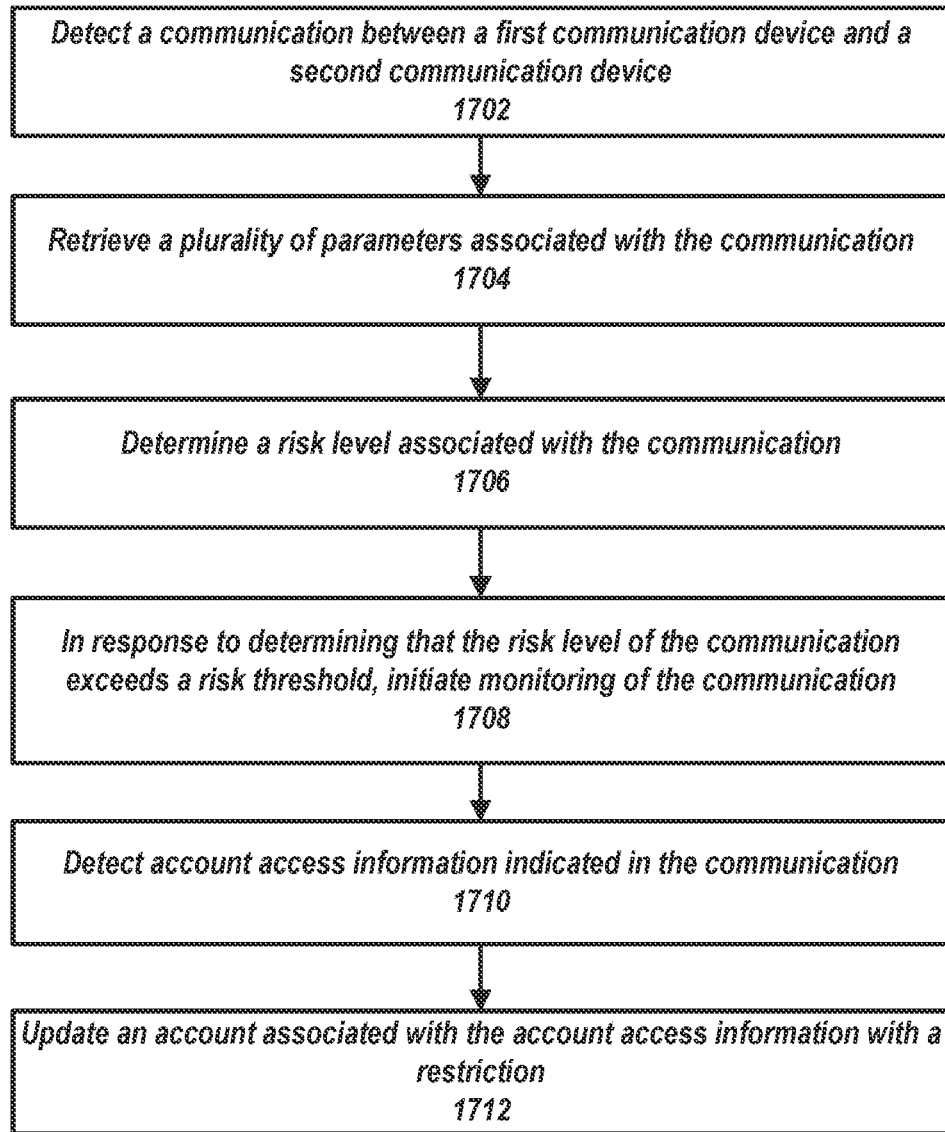 Detect a communication between a first communication device and a
second communication device
1702
Retrieve a plurality of parameters associated with the communication
1704
Determine a risk level associated with the communication
1706
In response to determining that the risk level of the communication
exceeds a risk threshold, initiate monitoring of the communication
1708
Detect account access information indicated in the communication
1710
Update an account associated with the account access information with a
restriction
1712